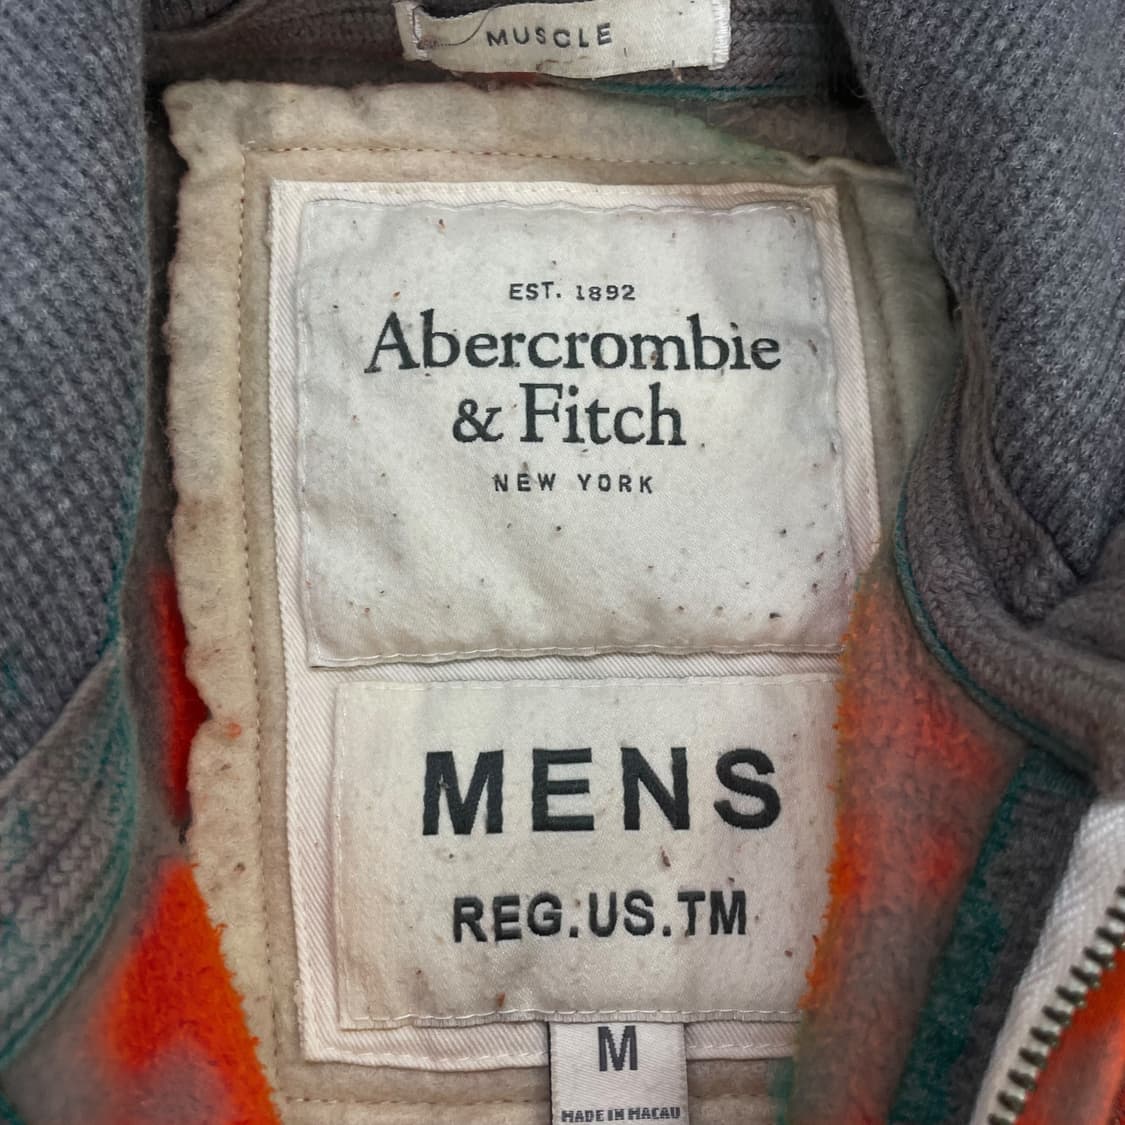 MUSCLE
EST. 1892
Abercrombie
& Fitch
NEW YORK
MENS
REG.US.TM
M
MADE IN MACAU